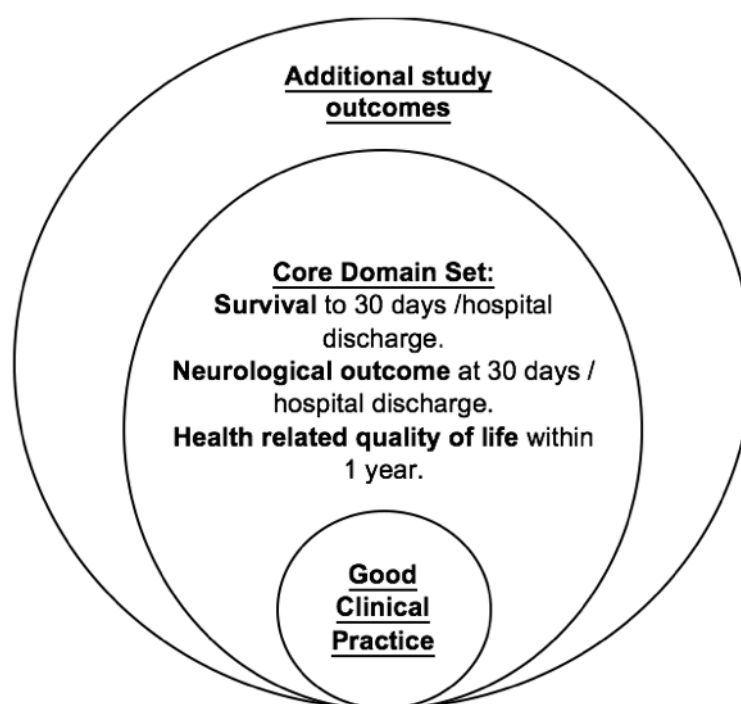 Additional study
outcomes
Core Domain Set:
Survival to 30 days /hospital
discharge.
Neurological outcome at 30 days /
hospital discharge.
Health related quality of life within
1 year.
Good
Clinical
Practice